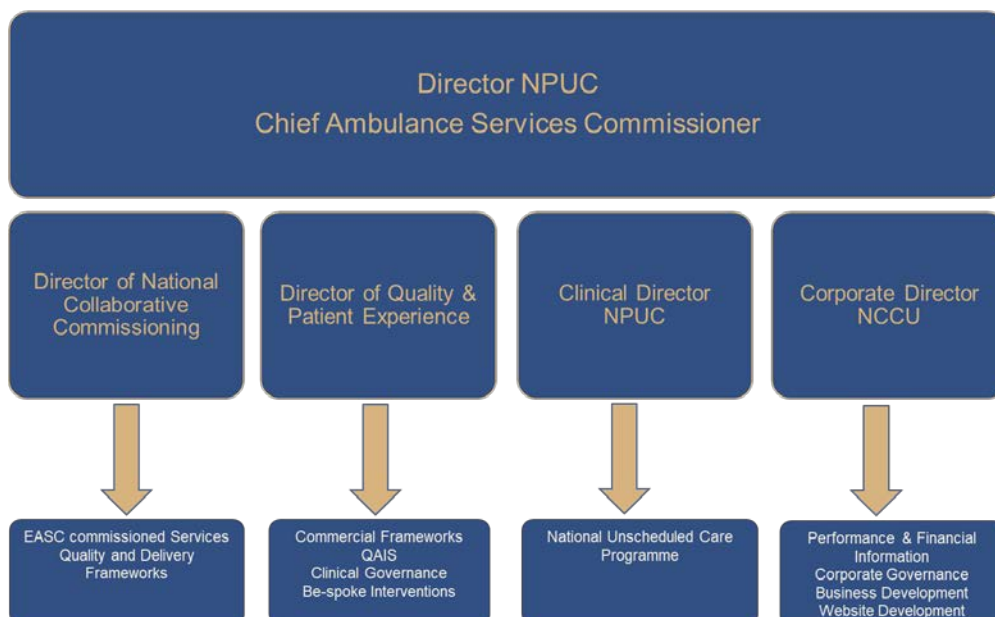 Director NPUC
Chief Ambulance Services Commissioner
Director of National
Collaborative
Commissioning
Director of Quality &
Patient Experience
Clinical Director
NPUC
Corporate Director
NCCU
EASC commissioned Services
Quality and Delivery
Frameworks
Commercial Frameworks
QAIS
Clinical Governance
Be-spoke Interventions
National Unscheduled Care
Programme
Performance & Financial
Information
Corporate Governance
Business Development
Website Development